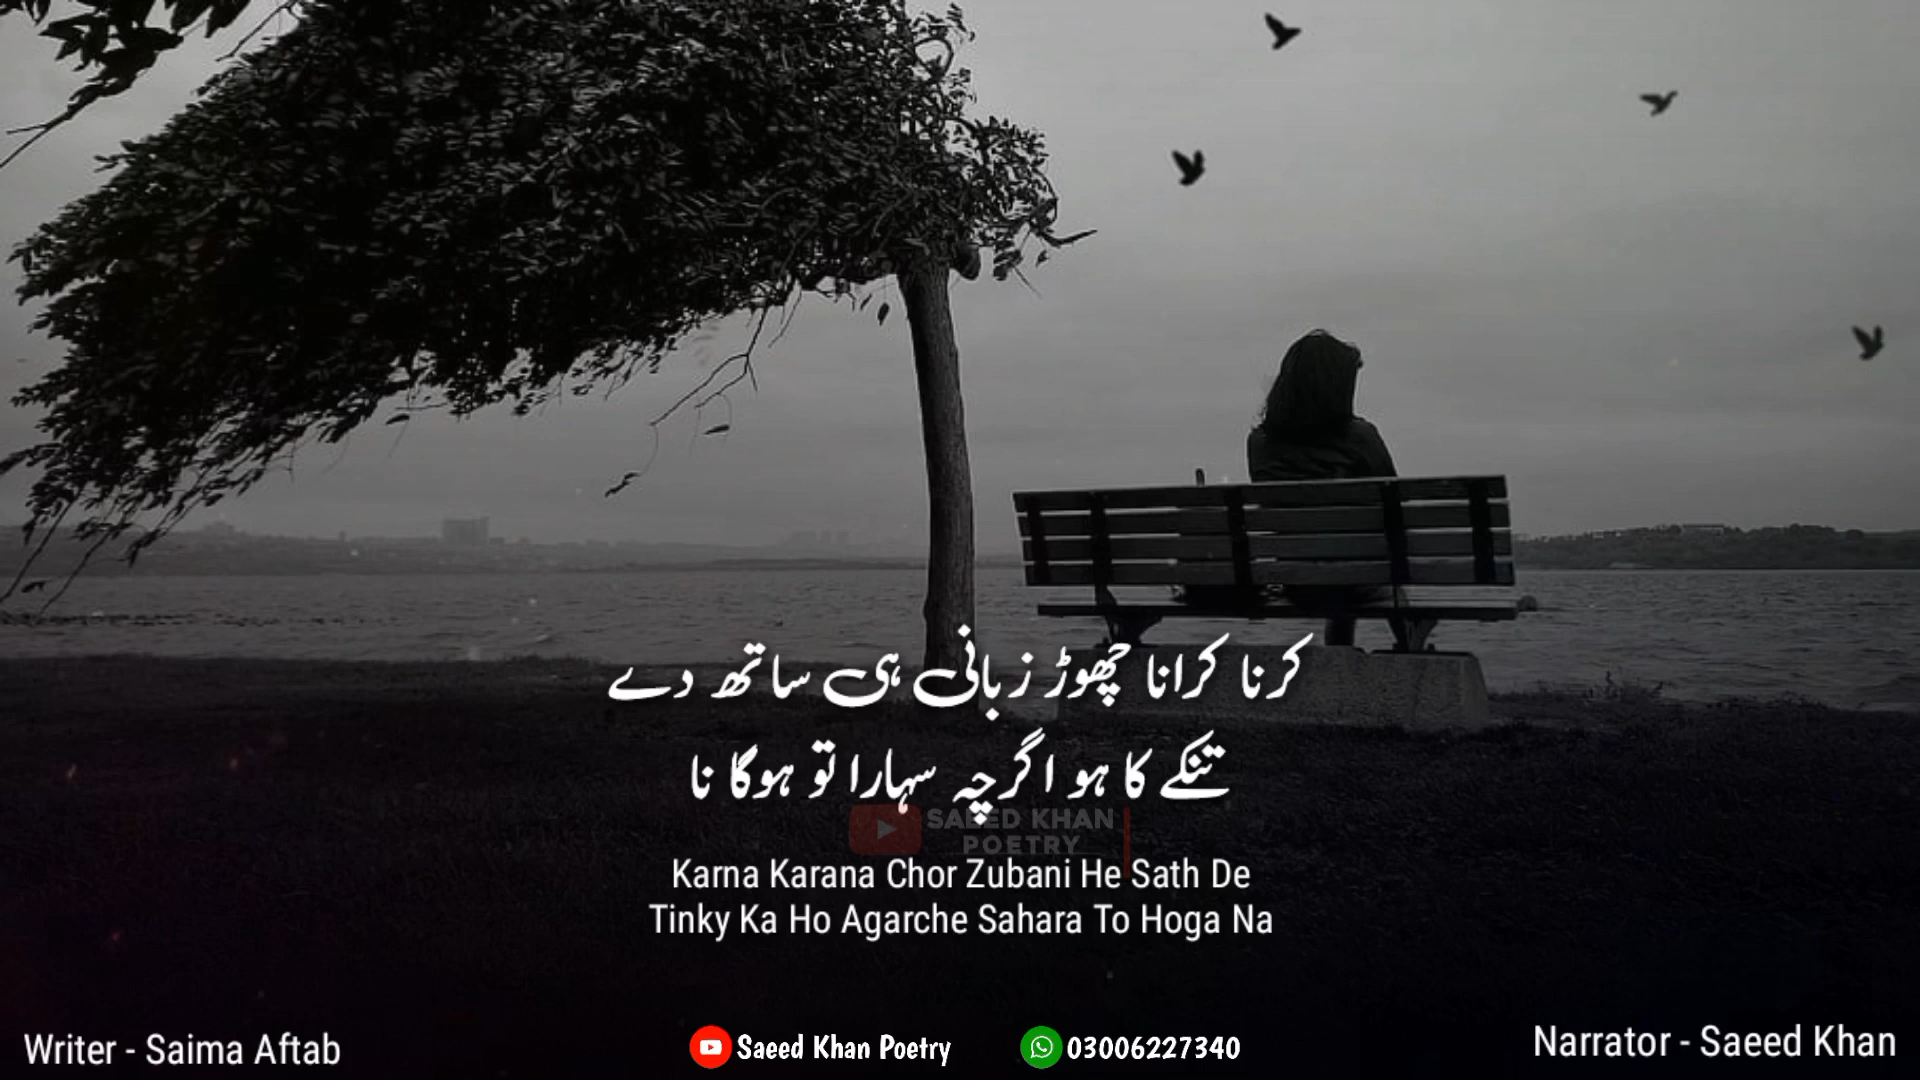 کرنا کرانا چھوڑ زبانی ہی ساتھ دے
تنکے کا ہو اگرچہ سہارا تو ہوگا نا
SAEED KHAN
POETRY
Karna Karana Chor Zubani He Sath De
Tinky Ka Ho Agarche Sahara To Hoga Na
Writer - Saima Aftab
Saeed Khan Poetry
03006227340
Narrator - Saeed Khan